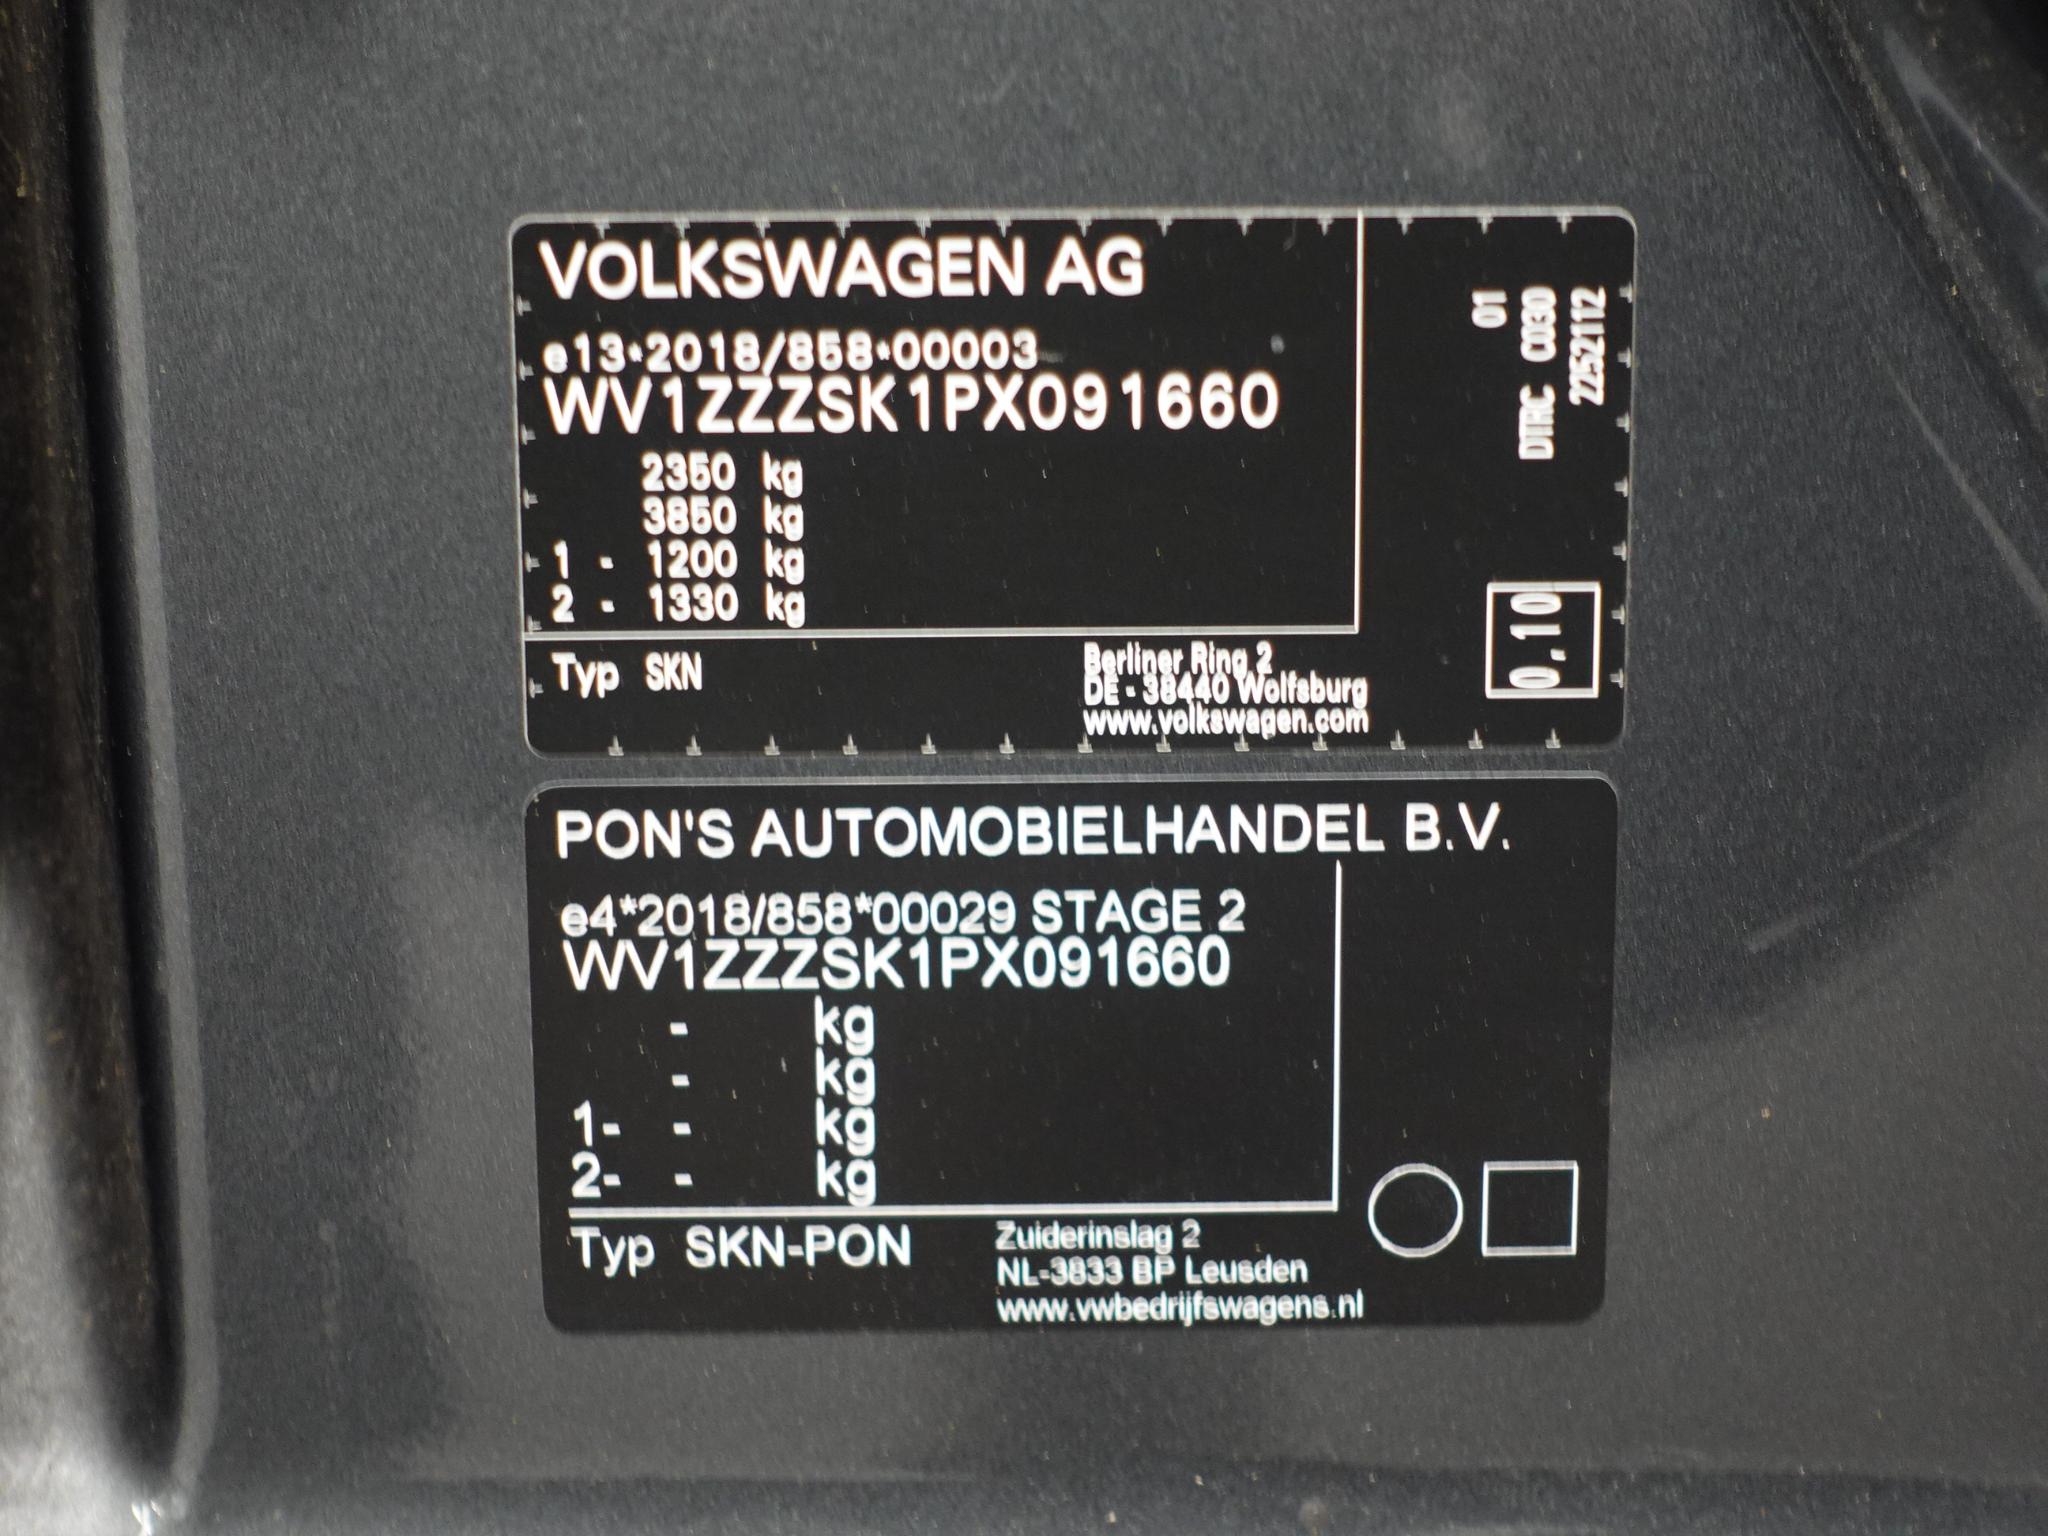 VOLKSWAGEN AG
e13*2018/858*00003
WV1ZZZSK1PX091660
2350 kg
3850 kg
1 - 1200 kg
2 - 1330 kg
Typ SKN
Berliner Ring 2
DE - 38440 Wolfsburg
www.volkswagen.com
01
DTRC C030
22521112
0,10
PON'S AUTOMOBIELHANDEL B.V.
e4*2018/858*00029 STAGE 2
WV1ZZZSK1PX091660
- kg
- kg
1- - kg
2- - kg
Typ SKN-PON
Zuiderinslag 2
NL-3833 BP Leusden
www.vwbedrijfswagens.nl